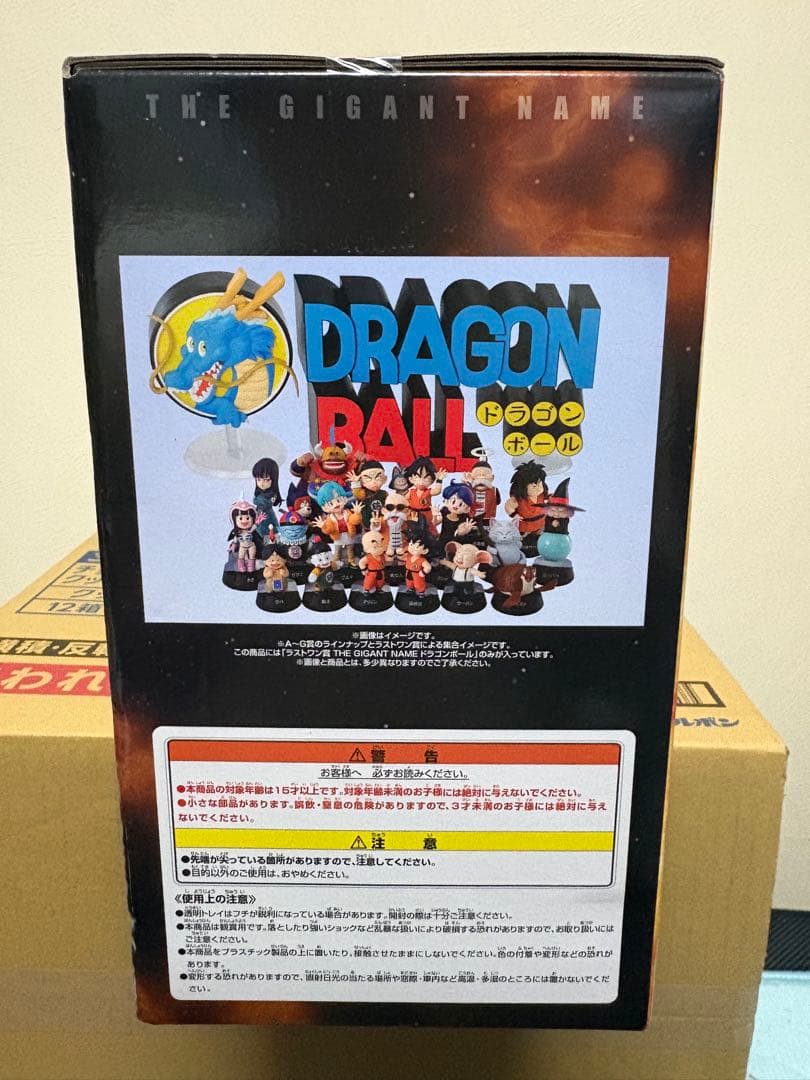 THE GIGANT NAME
DRAGON
BALL
ドラゴン
ボール
※画像はイメージです。
※A〜G賞のラインナップとラストワン賞による集合イメージです。
この商品には「ラストワン賞 THE GIGANT NAME ドラゴンボール」のみが入っています。
※画像と商品とは、多少異なりますのでご了承ください。
警告
お客様へ 必ずお読みください。
●本商品の対象年齢は15才以上です。対象年齢未満のお子様には絶対に与えないでください。
●小さな部品があります。誤飲・窒息の危険がありますので、3才未満のお子様には絶対に与え
ないでください。
注意
●先端が尖っている箇所がありますので、注意してください。
●目的以外のご使用は、おやめください。
《使用上の注意》
●透明トレイはフチが鋭利になっている場合があります。開封の際は十分ご注意ください。
●本商品は観賞用です。落としたり強いショックなど乱暴な扱いにより破損する恐れがありますので、お取り扱いには
ご注意ください。
●本商品をプラスチック製品の上に置いたり、接触させたままにしないでください。色の付着や変形などの恐れが
あります。
●変形する恐れがありますので、直射日光の当たる場所や窓際・車内など高温・多湿のところには置かないでくだ
さい。
12箱
われ